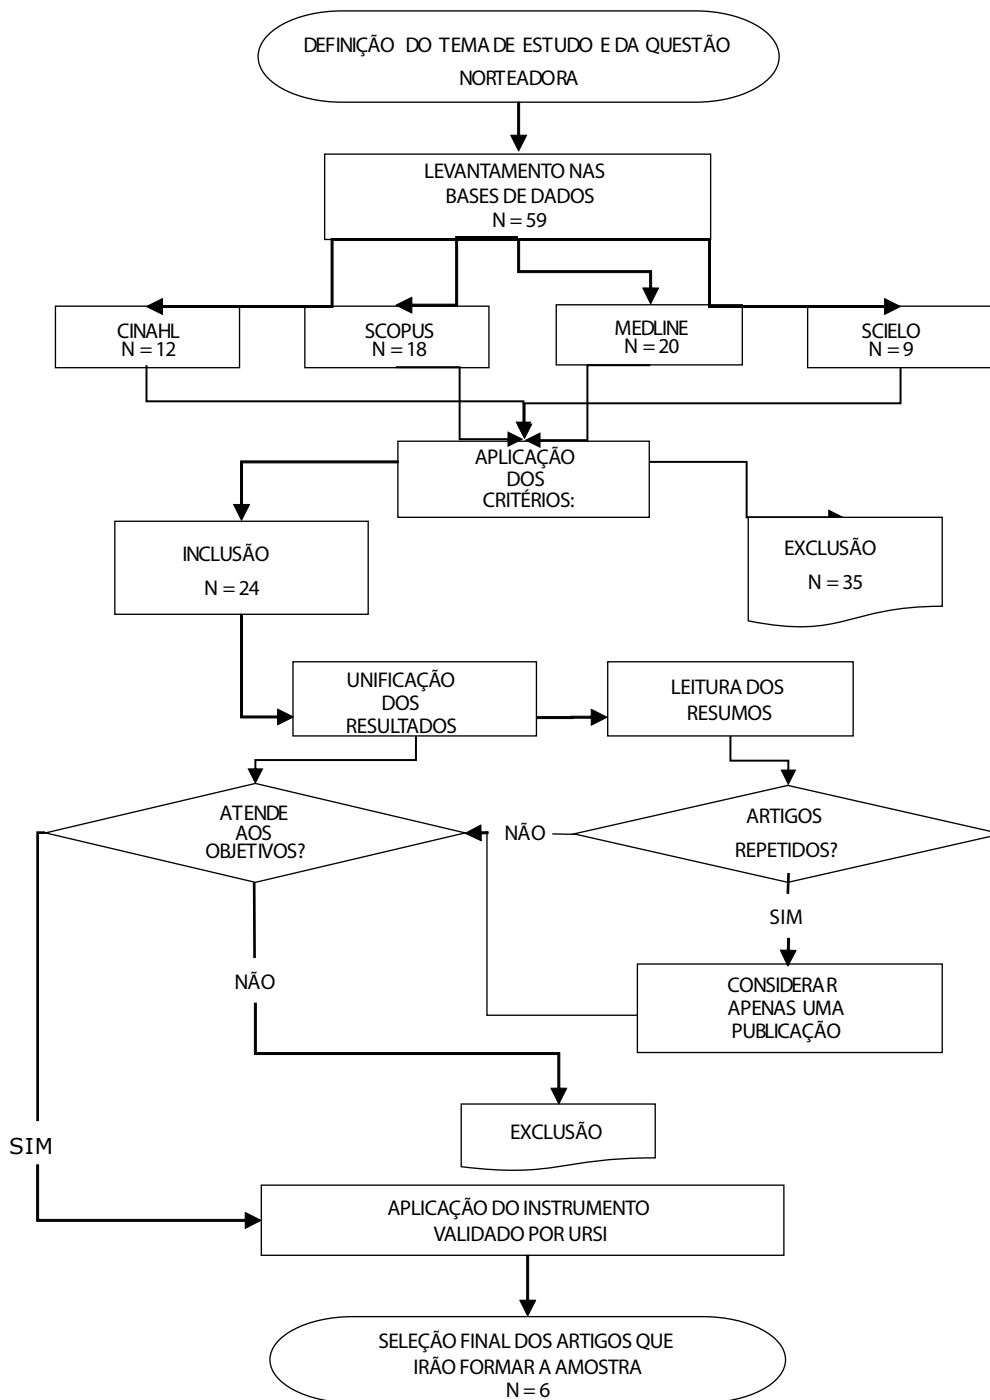 DEFINIÇÃO DO TEMA DE ESTUDO E DA QUESTÃO
NORTEADORA
LEVANTAMENTO NAS
BASES DE DADOS
N = 59
CINAHL
N = 12
SCOPUS
N = 18
MEDLINE
N = 20
SCIELO
N = 9
APLICAÇÃO
DOS
CRITÉRIOS:
INCLUSÃO
N = 24
EXCLUSÃO
N = 35
UNIFICAÇÃO
DOS
RESULTADOS
LEITURA DOS
RESUMOS
ATENDE
AOS
OBJETIVOS?
NÃO
ARTIGOS
REPETIDOS?
SIM
NÃO
CONSIDERAR
APENAS UMA
PUBLICAÇÃO
EXCLUSÃO
SIM
APLICAÇÃO DO INSTRUMENTO
VALIDADO POR URSI
SELEÇÃO FINAL DOS ARTIGOS QUE
IRÃO FORMAR A AMOSTRA
N = 6